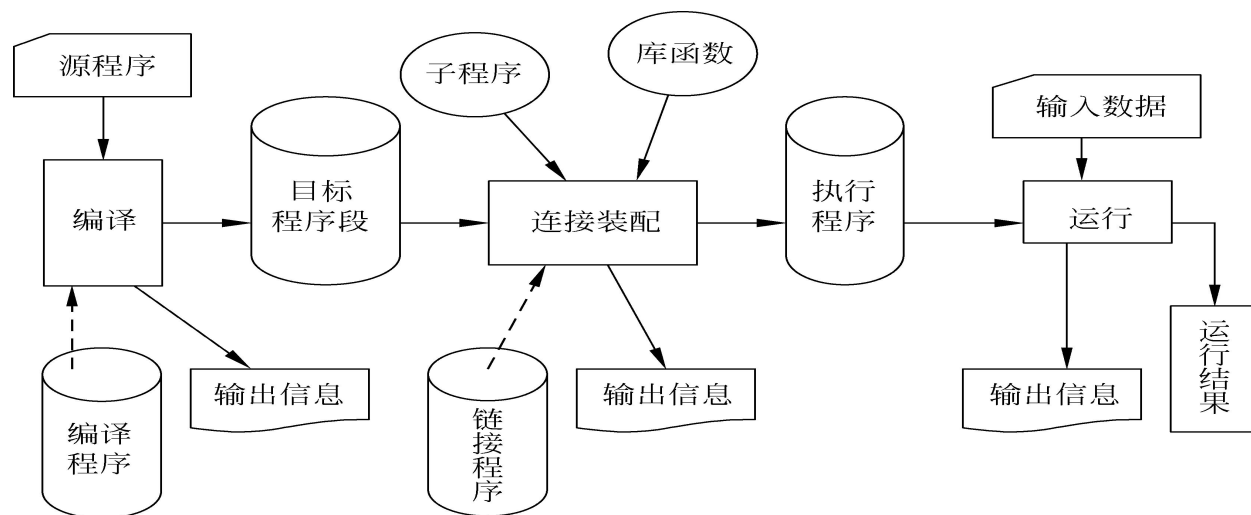 源程序
子程序
库函数
输入数据
编译
目标
程序段
连接装配
执行
程序
运行
编译
程序
输出信息
链接程序
输出信息
输出信息
运行结果